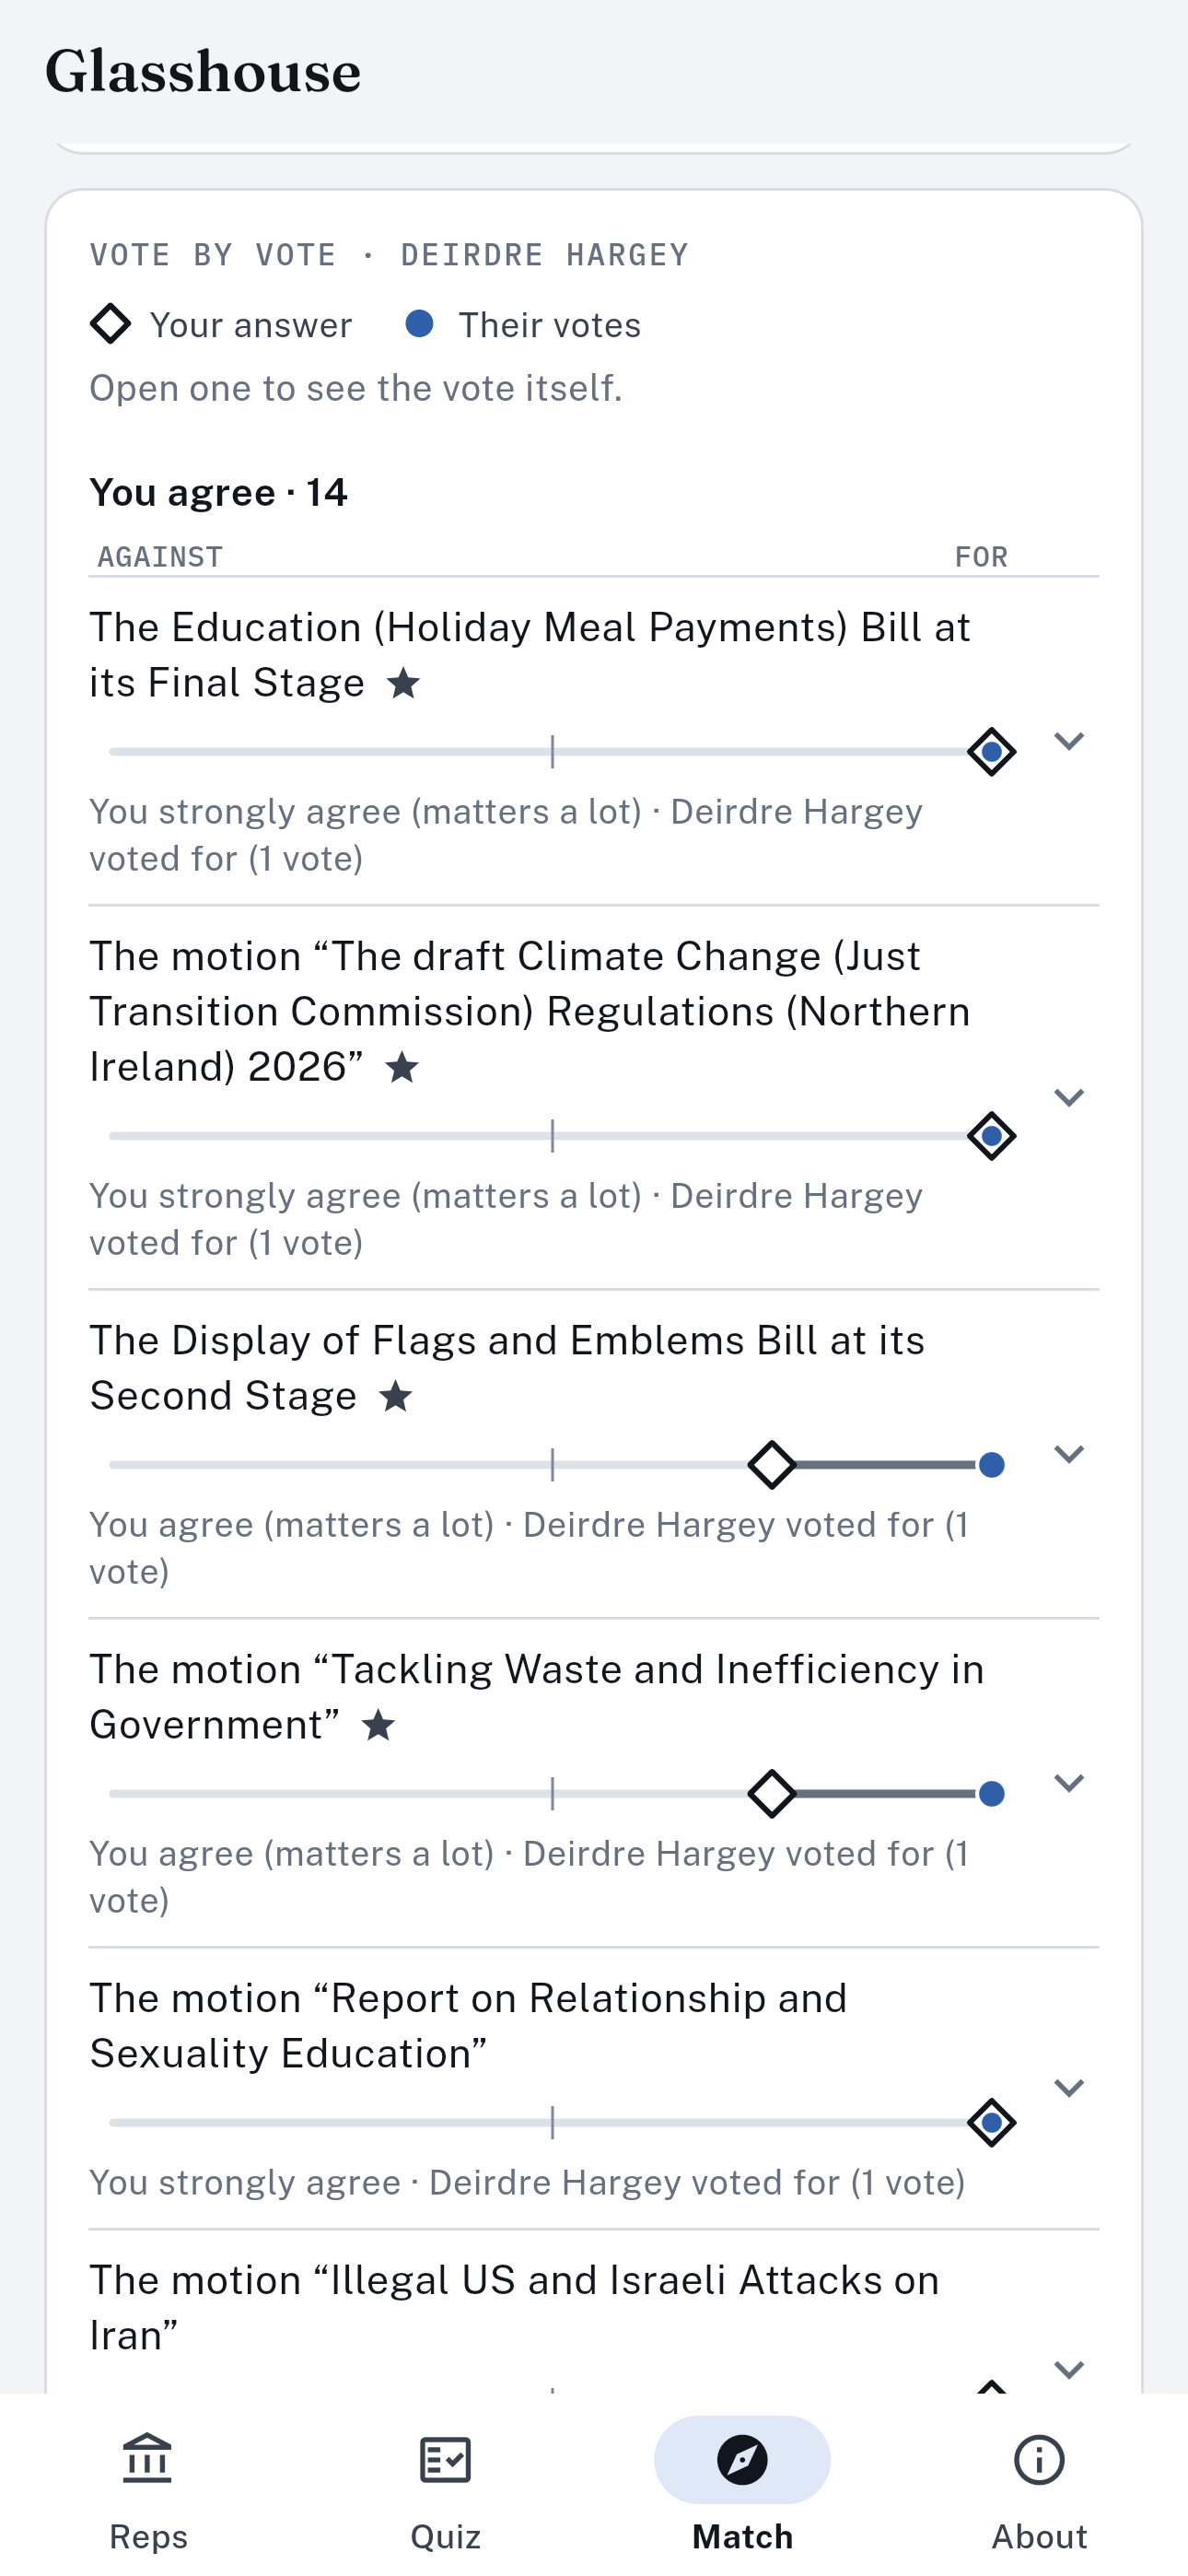 Glasshouse
VOTE BY VOTE · DEIRDRE HARGEY
Your answer Their votes
Open one to see the vote itself.
You agree · 14
AGAINST FOR
The Education (Holiday Meal Payments) Bill at
its Final Stage
You strongly agree (matters a lot) · Deirdre Hargey
voted for (1 vote)
The motion “The draft Climate Change (Just
Transition Commission) Regulations (Northern
Ireland) 2026”
You strongly agree (matters a lot) · Deirdre Hargey
voted for (1 vote)
The Display of Flags and Emblems Bill at its
Second Stage
You agree (matters a lot) · Deirdre Hargey voted for (1
vote)
The motion “Tackling Waste and Inefficiency in
Government”
You agree (matters a lot) · Deirdre Hargey voted for (1
vote)
The motion “Report on Relationship and
Sexuality Education”
You strongly agree · Deirdre Hargey voted for (1 vote)
The motion “Illegal US and Israeli Attacks on
Iran”
Reps Quiz Match About